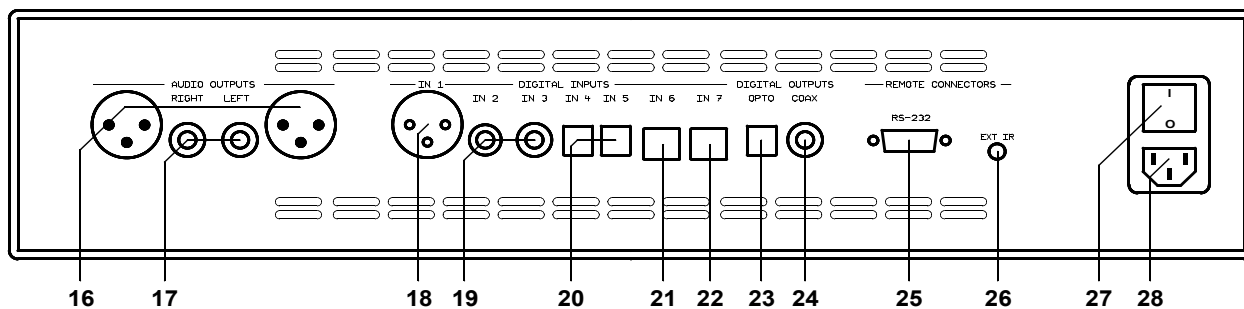 AUDIO OUTPUTS
RIGHT LEFT
IN 1 DIGITAL INPUTS
IN 2 IN 3 IN 4 IN 5 IN 6 IN 7
DIGITAL OUTPUTS
OPTO COAX
REMOTE CONNECTORS
RS-232
EXT IR
I
O
16 17 18 19 20 21 22 23 24 25 26 27 28